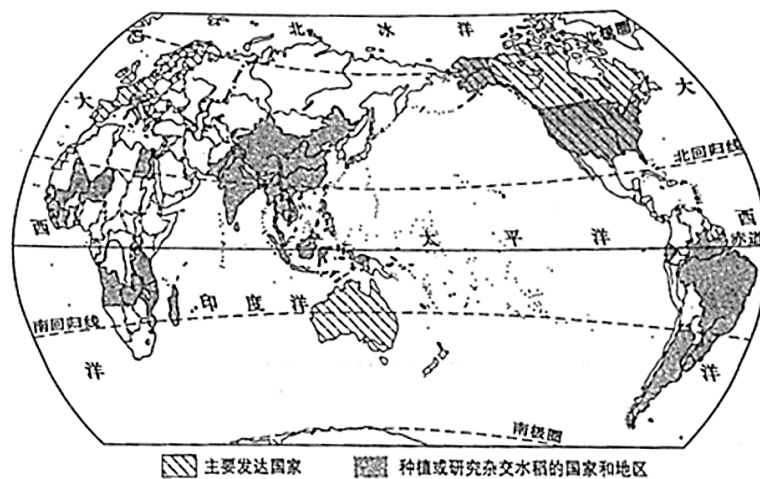 北 冰 洋
北极圈
大
大
北回归线
西
太 平 洋
西
赤道
印 度 洋
南回归线
洋
洋
南极圈
主要发达国家
种植或研究杂交水稻的国家和地区